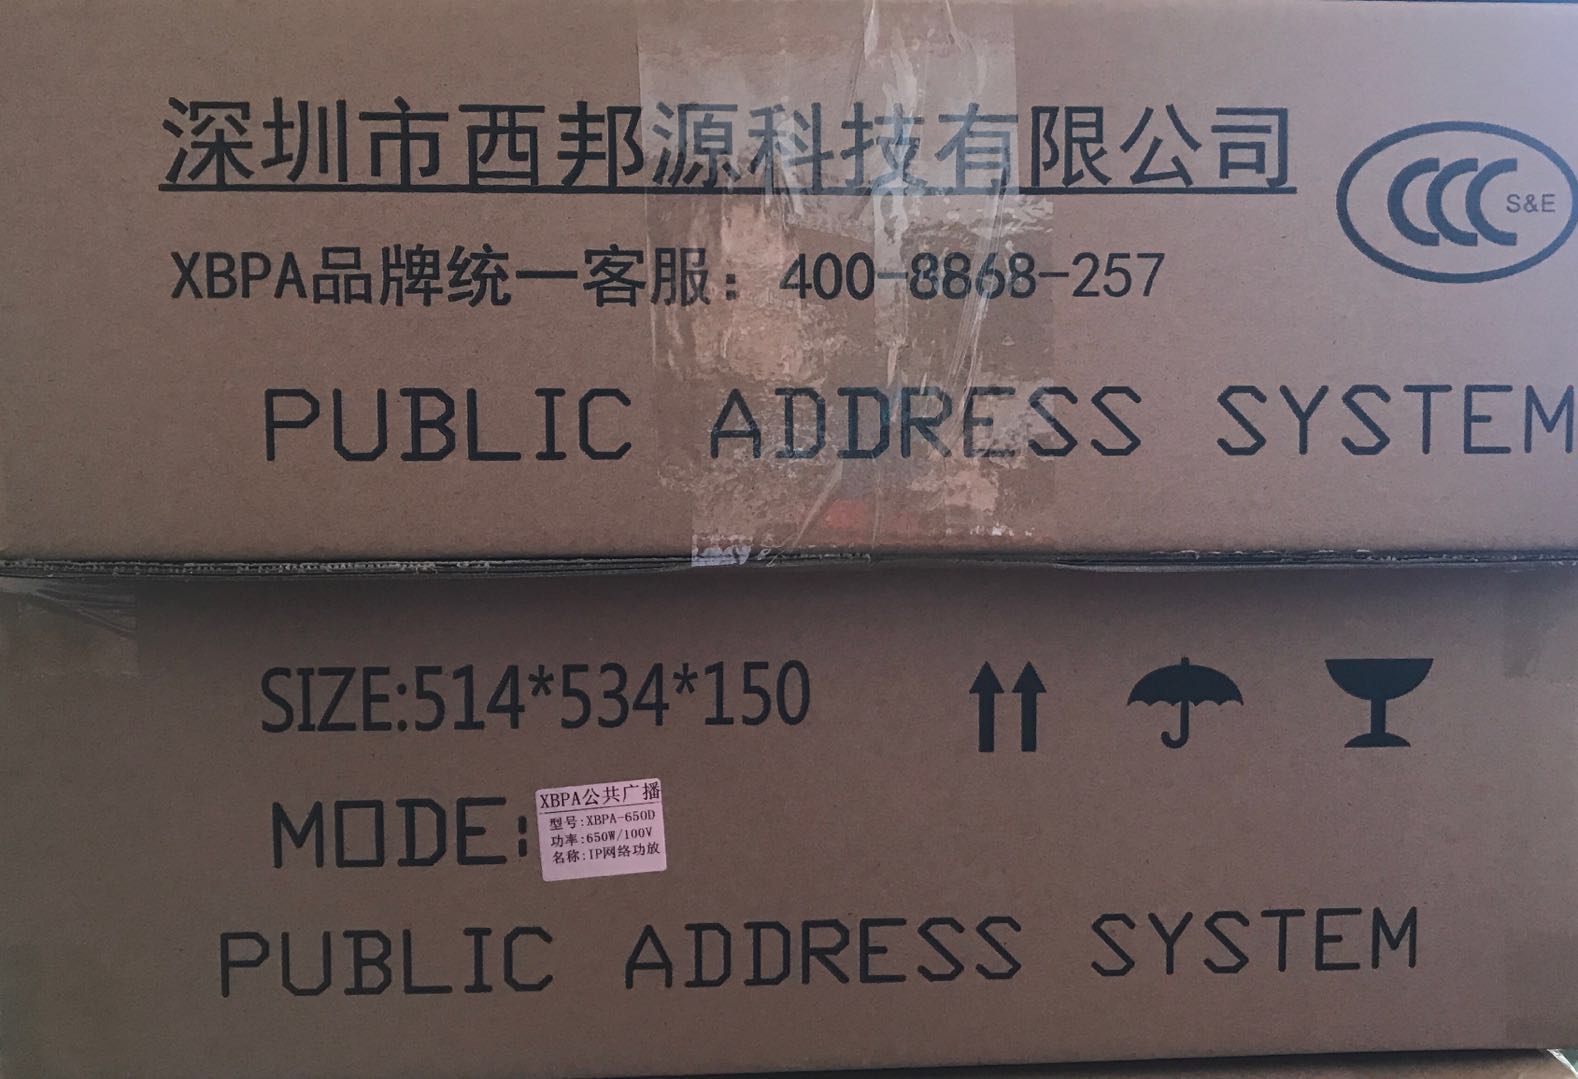 深圳市西邦源科技有限公司
CCC S&E
XBPA品牌统一客服：400-8868-257
PUBLIC ADDRESS SYSTEM
SIZE:514*534*150
MODE:
XBPA公共广播
型号:XBPA-650D
功率:650W/100V
名称:IP网络功放
PUBLIC ADDRESS SYSTEM